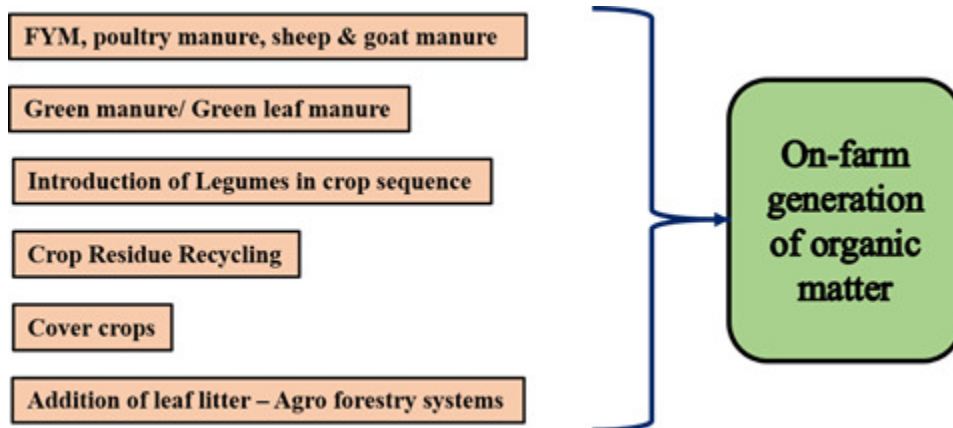 FYM, poultry manure, sheep & goat manure
Green manure/ Green leaf manure
Introduction of Legumes in crop sequence
Crop Residue Recycling
Cover crops
Addition of leaf litter – Agro forestry systems
On-farm
generation
of organic
matter